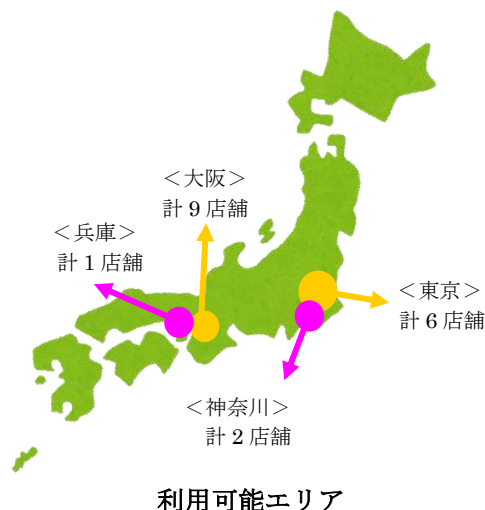 ＜大阪＞
計 9 店舗
＜兵庫＞
計 1 店舗
＜東京＞
計 6 店舗
＜神奈川＞
計 2 店舗
利用可能エリア